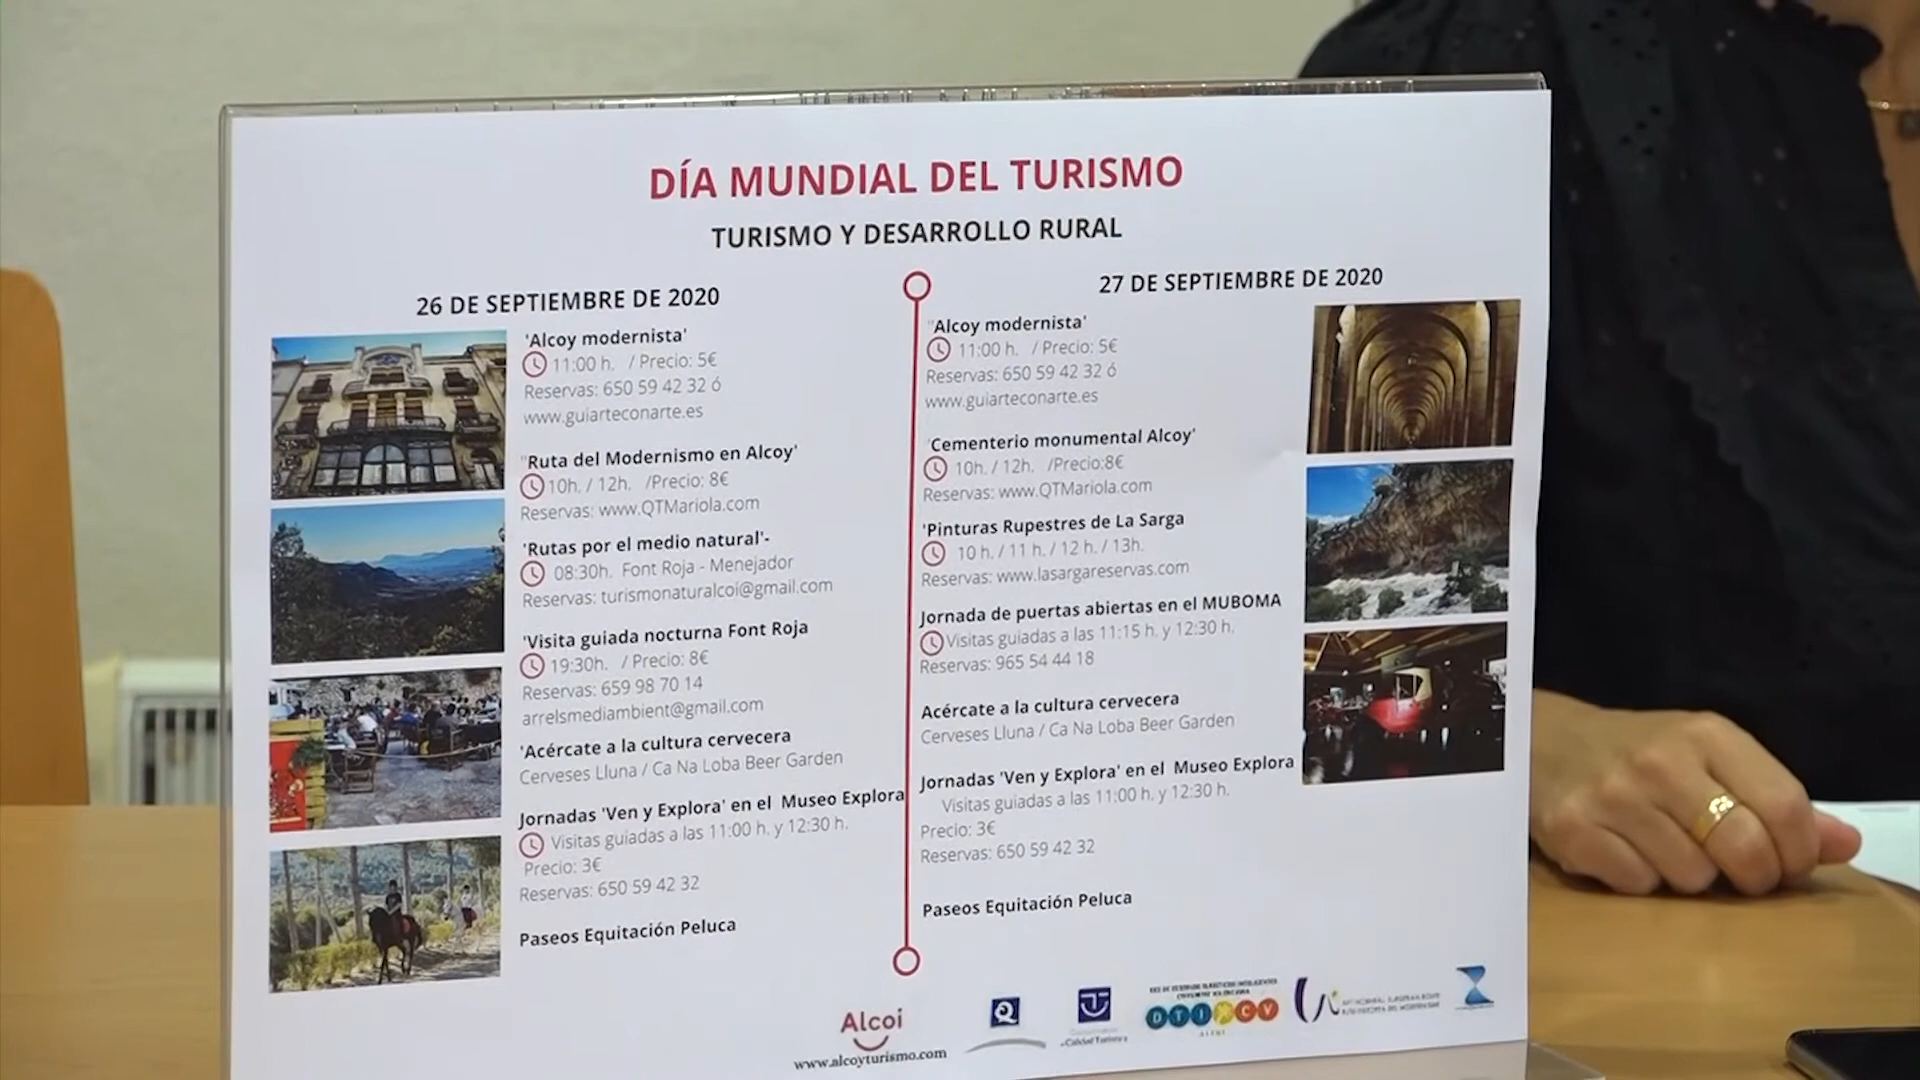 DÍA MUNDIAL DEL TURISMO
TURISMO Y DESARROLLO RURAL
26 DE SEPTIEMBRE DE 2020
'Alcoy modernista'
11:00 h. / Precio: 5€
Reservas: 650 59 42 32 ó
www.guiarteconarte.es
"Ruta del Modernismo en Alcoy'
10h. / 12h. /Precio: 8€
Reservas: www.QTMariola.com
'Rutas por el medio natural'-
08:30h. Font Roja - Menejador
Reservas: turismonaturalcoi@gmail.com
'Visita guiada nocturna Font Roja
19:30h. / Precio: 8€
Reservas: 659 98 70 14
arrelsmediambient@gmail.com
'Acércate a la cultura cervecera
Cerveses Lluna / Ca Na Loba Beer Garden
Jornadas 'Ven y Explora' en el Museo Explora
Visitas guiadas a las 11:00 h. y 12:30 h.
Precio: 3€
Reservas: 650 59 42 32
Paseos Equitación Peluca
27 DE SEPTIEMBRE DE 2020
"Alcoy modernista'
11:00 h. / Precio: 5€
Reservas: 650 59 42 32 ó
www.guiarteconarte.es
'Cementerio monumental Alcoy'
10h. / 12h. /Precio:8€
Reservas: www.QTMariola.com
'Pinturas Rupestres de La Sarga
10 h. / 11 h. / 12 h. / 13h.
Reservas: www.lasargareservas.com
Jornada de puertas abiertas en el MUBOMA
Visitas guiadas a las 11:15 h. y 12:30 h.
Reservas: 965 54 44 18
Acércate a la cultura cervecera
Cerveses Lluna / Ca Na Loba Beer Garden
Jornadas 'Ven y Explora' en el Museo Explora
Visitas guiadas a las 11:00 h. y 12:30 h.
Precio: 3€
Reservas: 650 59 42 32
Paseos Equitación Peluca
Alcoi
www.alcoyturismo.com
Q
Calidad Turística
DTI CV